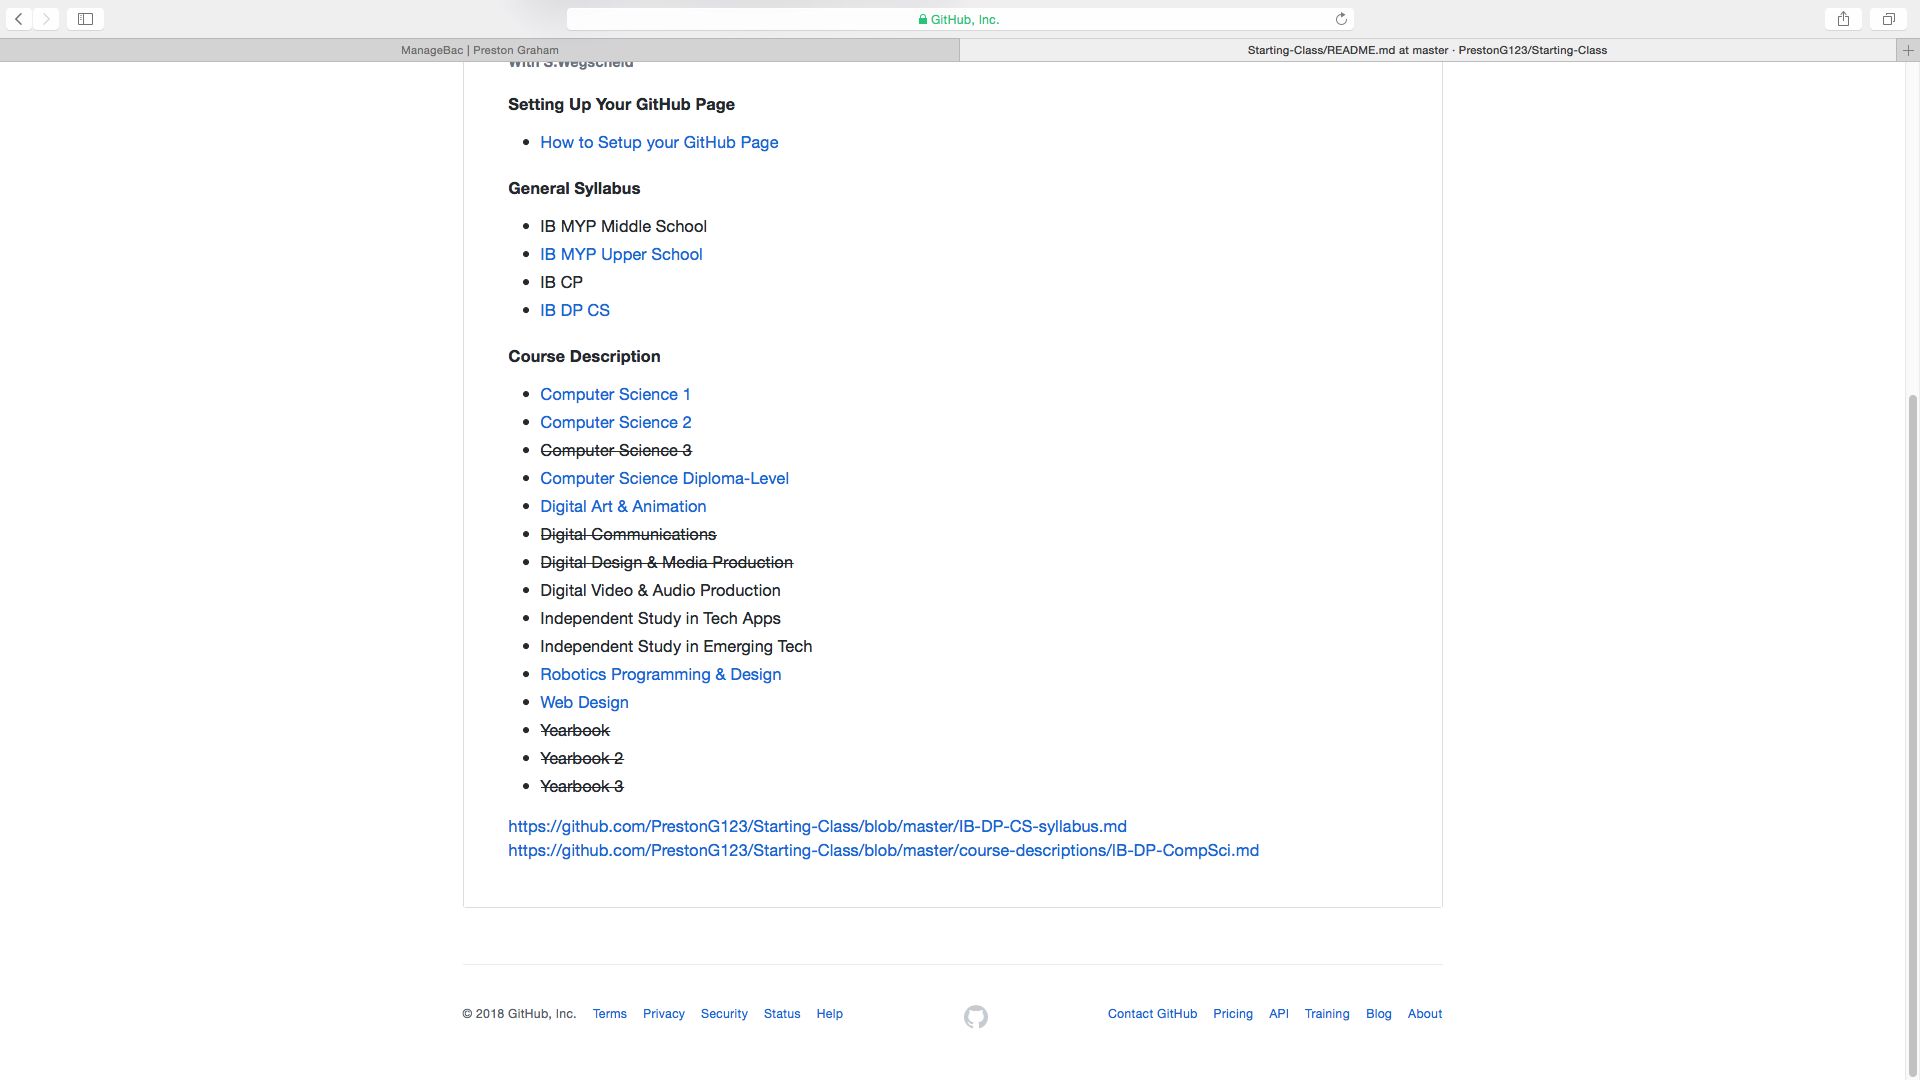 GitHub, Inc.
ManageBac | Preston Graham
Starting-Class/README.md at master · PrestonG123/Starting-Class
With S.Wegscheid
Setting Up Your GitHub Page
How to Setup your GitHub Page
General Syllabus
IB MYP Middle School
IB MYP Upper School
IB CP
IB DP CS
Course Description
Computer Science 1
Computer Science 2
Computer Science 3
Computer Science Diploma-Level
Digital Art & Animation
Digital Communications
Digital Design & Media Production
Digital Video & Audio Production
Independent Study in Tech Apps
Independent Study in Emerging Tech
Robotics Programming & Design
Web Design
Yearbook
Yearbook 2
Yearbook 3
https://github.com/PrestonG123/Starting-Class/blob/master/IB-DP-CS-syllabus.md
https://github.com/PrestonG123/Starting-Class/blob/master/course-descriptions/IB-DP-CompSci.md
© 2018 GitHub, Inc. Terms Privacy Security Status Help Contact GitHub Pricing API Training Blog About